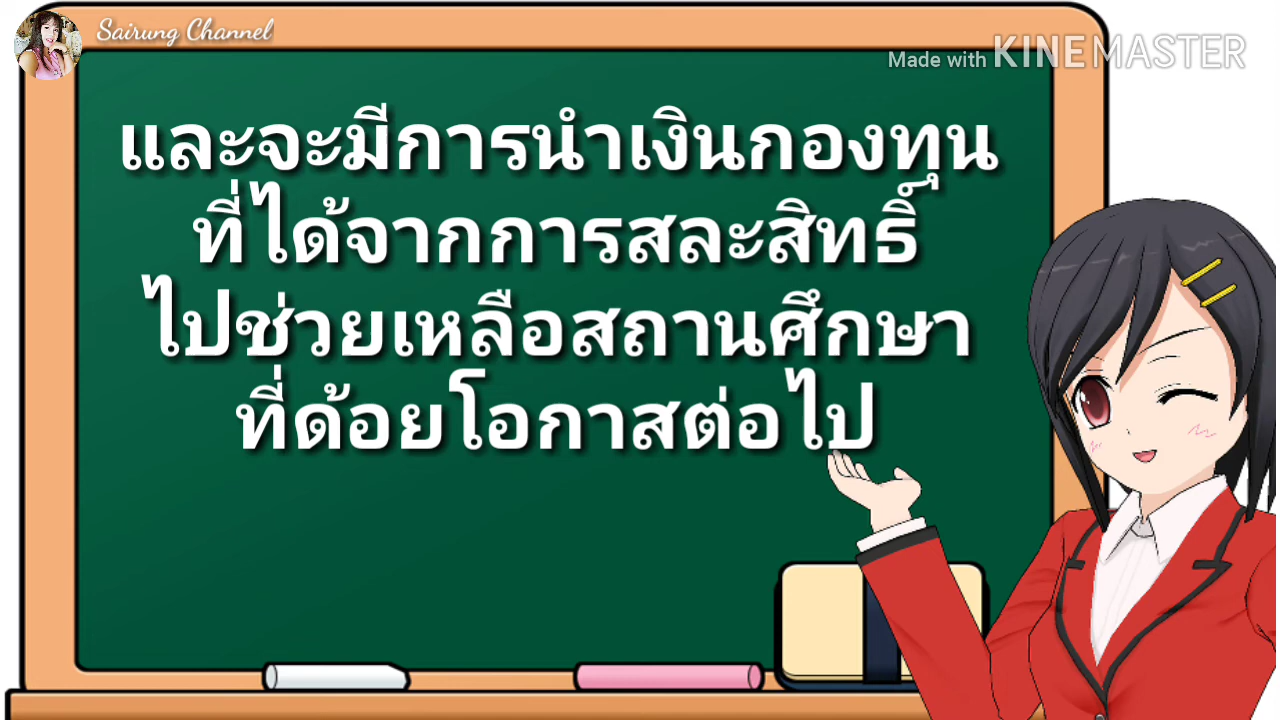 Sairung Channel
Made with KINEMASTER
และจะมีการนำเงินกองทุน
ที่ได้จากการสละสิทธิ์
ไปช่วยเหลือสถานศึกษา
ที่ด้อยโอกาสต่อไป